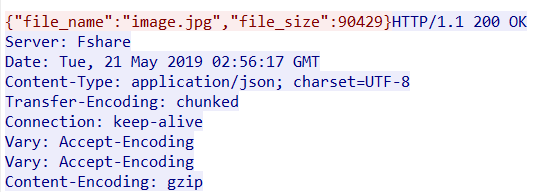 {"file_name":"image.jpg","file_size":90429}HTTP/1.1 200 OK
Server: Fshare
Date: Tue, 21 May 2019 02:56:17 GMT
Content-Type: application/json; charset=UTF-8
Transfer-Encoding: chunked
Connection: keep-alive
Vary: Accept-Encoding
Vary: Accept-Encoding
Content-Encoding: gzip